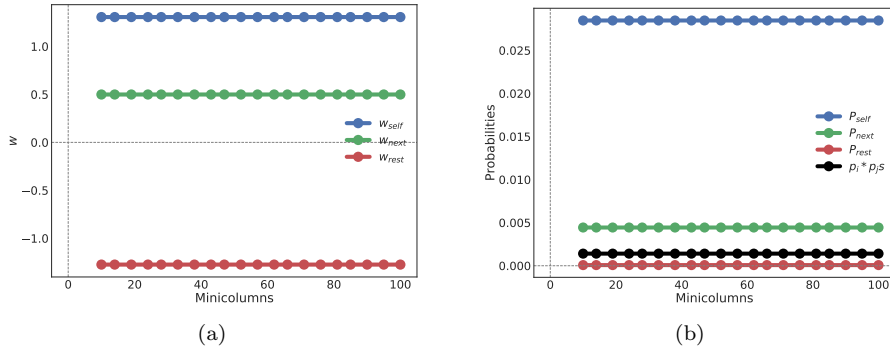 1.0
0.5
0.0
−0.5
−1.0
w
0 20 40 60 80 100
Minicolumns
w_self
w_next
w_rest
(a)
0.025
0.020
0.015
0.010
0.005
0.000
Probabilities
0 20 40 60 80 100
Minicolumns
P_self
P_next
P_rest
p_i * p_j s
(b)